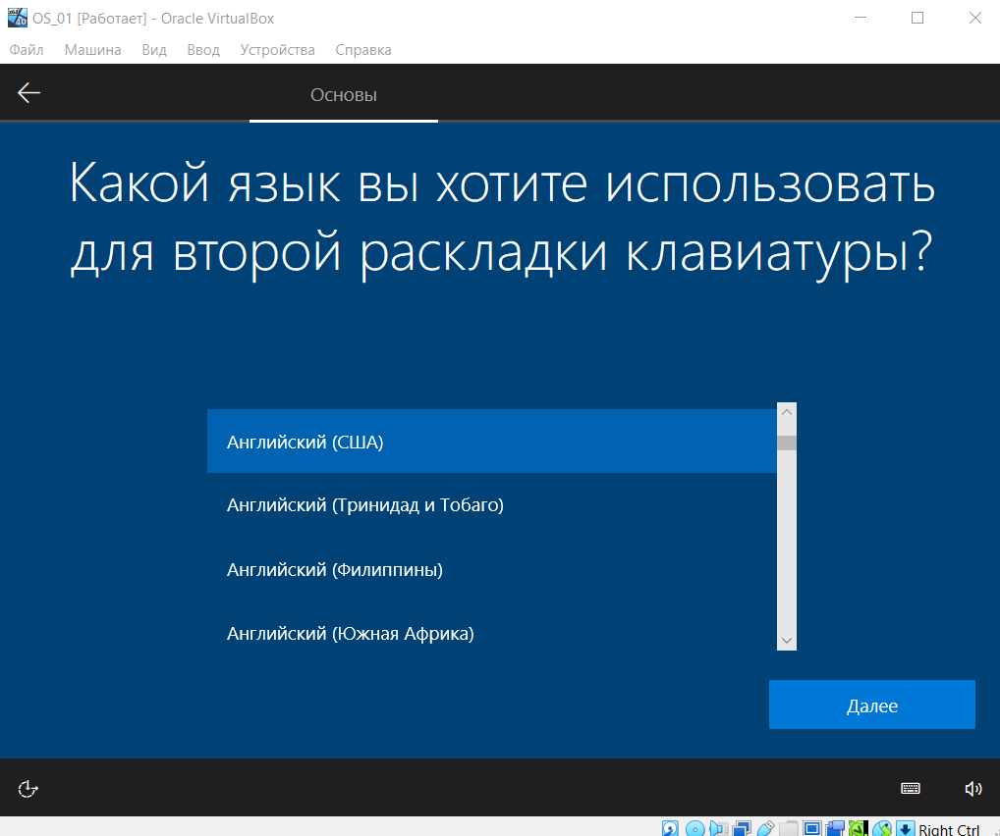 OS_01 [Работает] - Oracle VirtualBox
Файл Машина Вид Ввод Устройства Справка
Основы
Какой язык вы хотите использовать
для второй раскладки клавиатуры?
Английский (США)
Английский (Тринидад и Тобаго)
Английский (Филиппины)
Английский (Южная Африка)
Далее
Right Ctrl